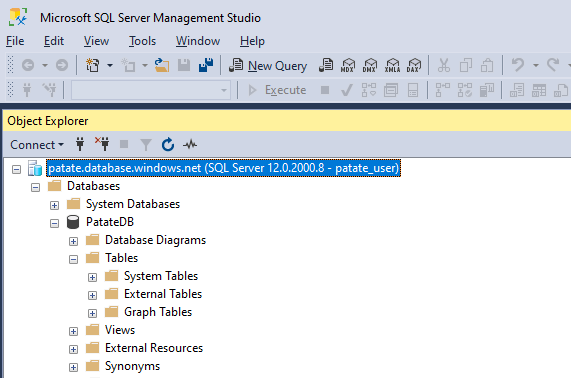 Microsoft SQL Server Management Studio
File Edit View Tools Window Help
New Query MDX DMX XMLA DAX
Execute
Object Explorer
Connect
patate.database.windows.net (SQL Server 12.0.2000.8 - patate_user)
Databases
System Databases
PatateDB
Database Diagrams
Tables
System Tables
External Tables
Graph Tables
Views
External Resources
Synonyms